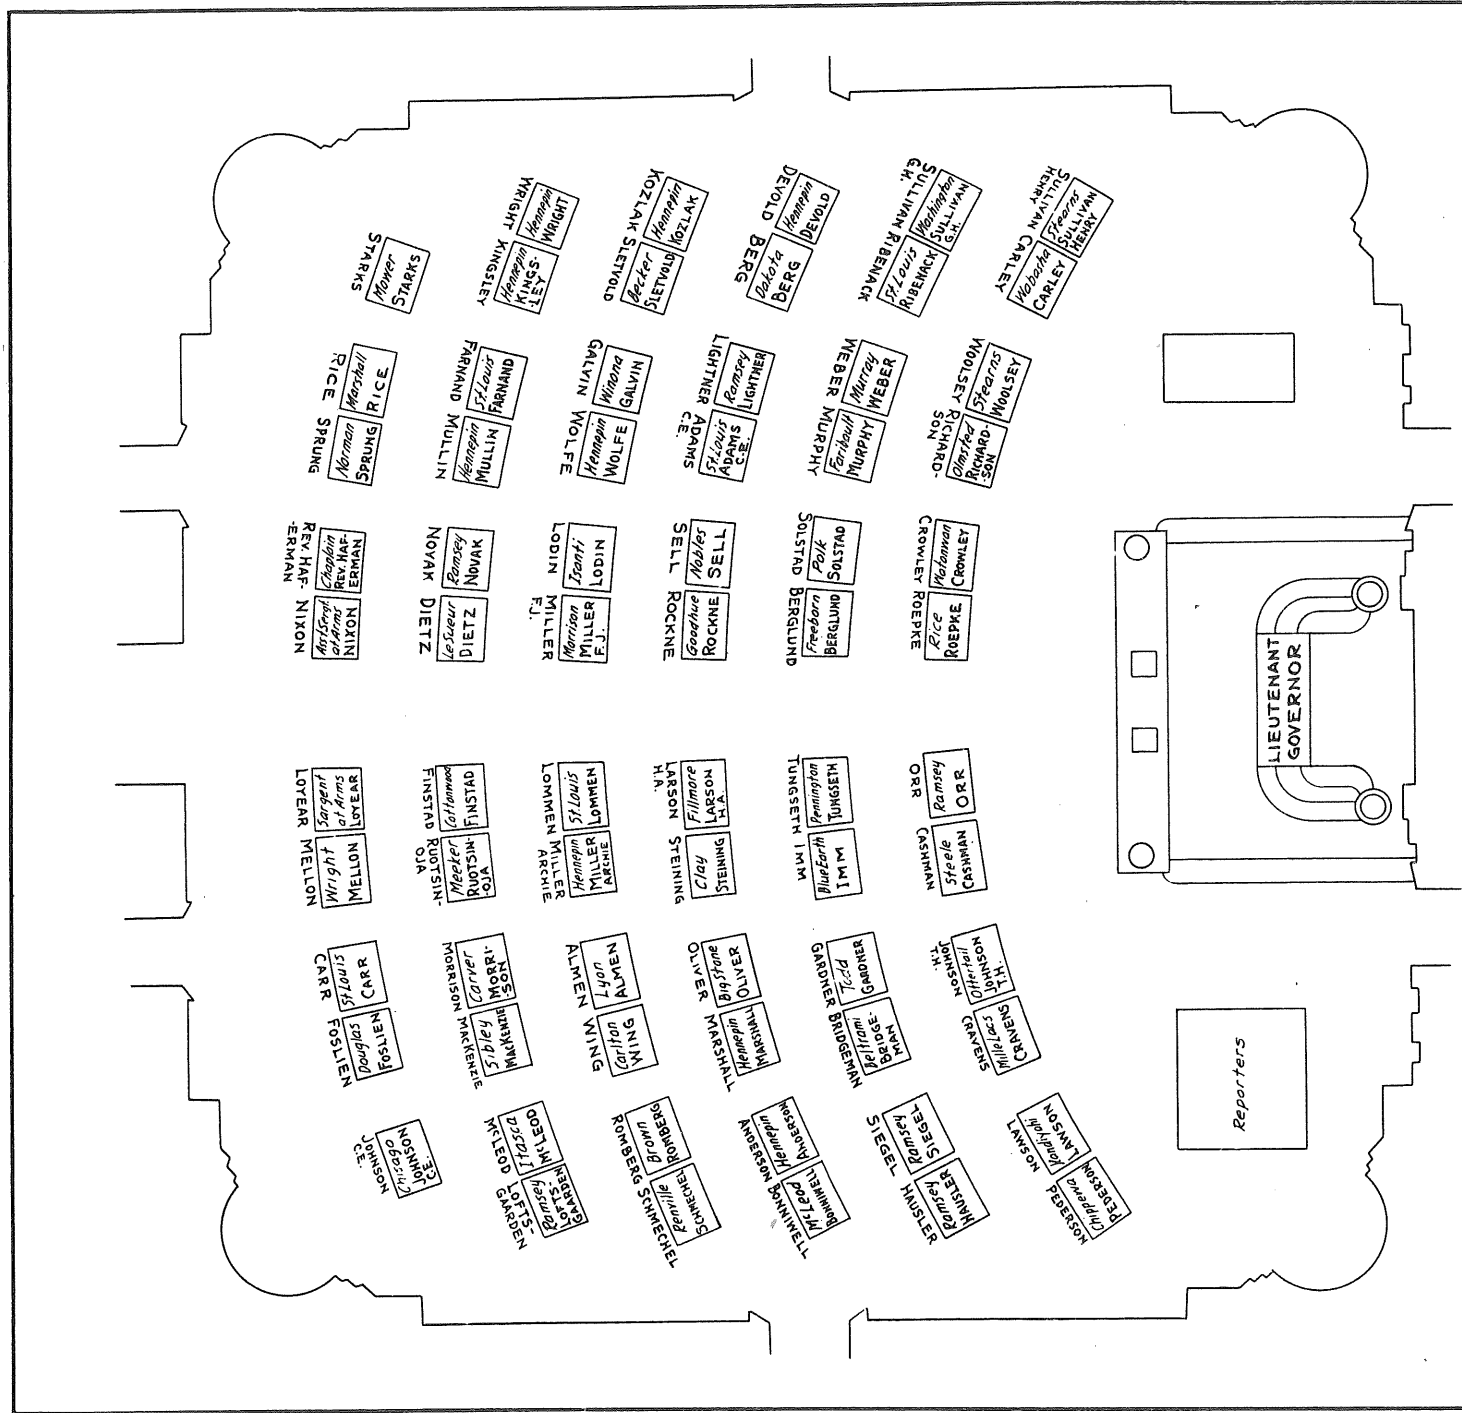 SULLIVAN
HENRY
CARLEY
Stearns
SULLIVAN
HENRY
Wabasha
CARLEY
SULLIVAN
G.H.
RIBENACK
Washington
SULLIVAN
G.H.
St. Louis
RIBENACK
DEVOLD
BERG
Hennepin
DEVOLD
Dakota
BERG
KOZLAK
SLETVOLD
Hennepin
KOZLAK
Becker
SLETVOLD
WRIGHT
KINGSLEY
Hennepin
WRIGHT
Hennepin
KINGS-
LEY
STARKS
Mower
STARKS
WOOLSEY
RICHARD-
SON
Stearns
WOOLSEY
Olmsted
RICHARD-
-SON
WEBER
MURPHY
Murray
WEBER
Faribault
MURPHY
LIGHTNER
ADAMS
C.E.
Ramsey
LIGHTNER
St. Louis
ADAMS
C.E.
GALVIN
WOLFE
Winona
GALVIN
Hennepin
WOLFE
FARNAND
MULLIN
St. Louis
FARNAND
Hennepin
MULLIN
RICE
SPRUNG
Marshall
RICE
Norman
SPRUNG
CROWLEY
ROEPKE
Watonwan
CROWLEY
Rice
ROEPKE
SOLSTAD
BERGLUND
Polk
SOLSTAD
Freeborn
BERGLUND
SELL
ROCKNE
Nobles
SELL
Goodhue
ROCKNE
LODIN
MILLER
F.J.
Isanti
LODIN
Morrison
MILLER
F.J.
NOVAK
DIETZ
Ramsey
NOVAK
LeSueur
DIETZ
REV. HAF-
-ERMAN
NIXON
Chaplain
REV. HAF-
ERMAN
Ass't Sergt.
at Arms
NIXON
LIEUTENANT
GOVERNOR
ORR
CASHMAN
Ramsey
ORR
Steele
CASHMAN
TUNGSETH
IMM
Pennington
TUNGSETH
Blue Earth
IMM
LARSON
H.A.
STEINING
Fillmore
LARSON
H.A.
Clay
STEINING
LOMMEN
MILLER
ARCHIE
St. Louis
LOMMEN
Hennepin
MILLER
ARCHIE
FINSTAD
RUOTSIN-
OJA
Cottonwood
FINSTAD
Meeker
RUOTSIN-
-OJA
LOYEAR
MELLON
Sargent
at Arms
LOYEAR
Wright
MELLON
JOHNSON
T.H.
CRAVENS
Ottertail
JOHNSON
T.H.
Mille Lacs
CRAVENS
GARDNER
BRIDGEMAN
Todd
GARDNER
Beltrami
BRIDGE-
MAN
OLIVER
MARSHALL
Big Stone
OLIVER
Hennepin
MARSHALL
ALMEN
WING
Lyon
ALMEN
Carlton
WING
MORRISON
MACKENZIE
Carver
MORRI-
-SON
Sibley
MACKENZIE
CARR
FOSLIEN
St. Louis
CARR
Douglas
FOSLIEN
Reporters
LAWSON
PEDERSON
Kandiyohi
LAWSON
Chippewa
PEDERSON
SIEGEL
HAUSLER
Ramsey
SIEGEL
Ramsey
HAUSLER
ANDERSON
BONNIWELL
Hennepin
ANDERSON
McLeod
BONNIWELL
ROMBERG
SCHMECHEL
Brown
ROMBERG
Renville
SCHMECHEL
MCLEOD
LOFTS-
GAARDEN
Itasca
MCLEOD
Ramsey
LOFTS-
GAARDEN
JOHNSON
C.E.
Chisago
JOHNSON
C.E.